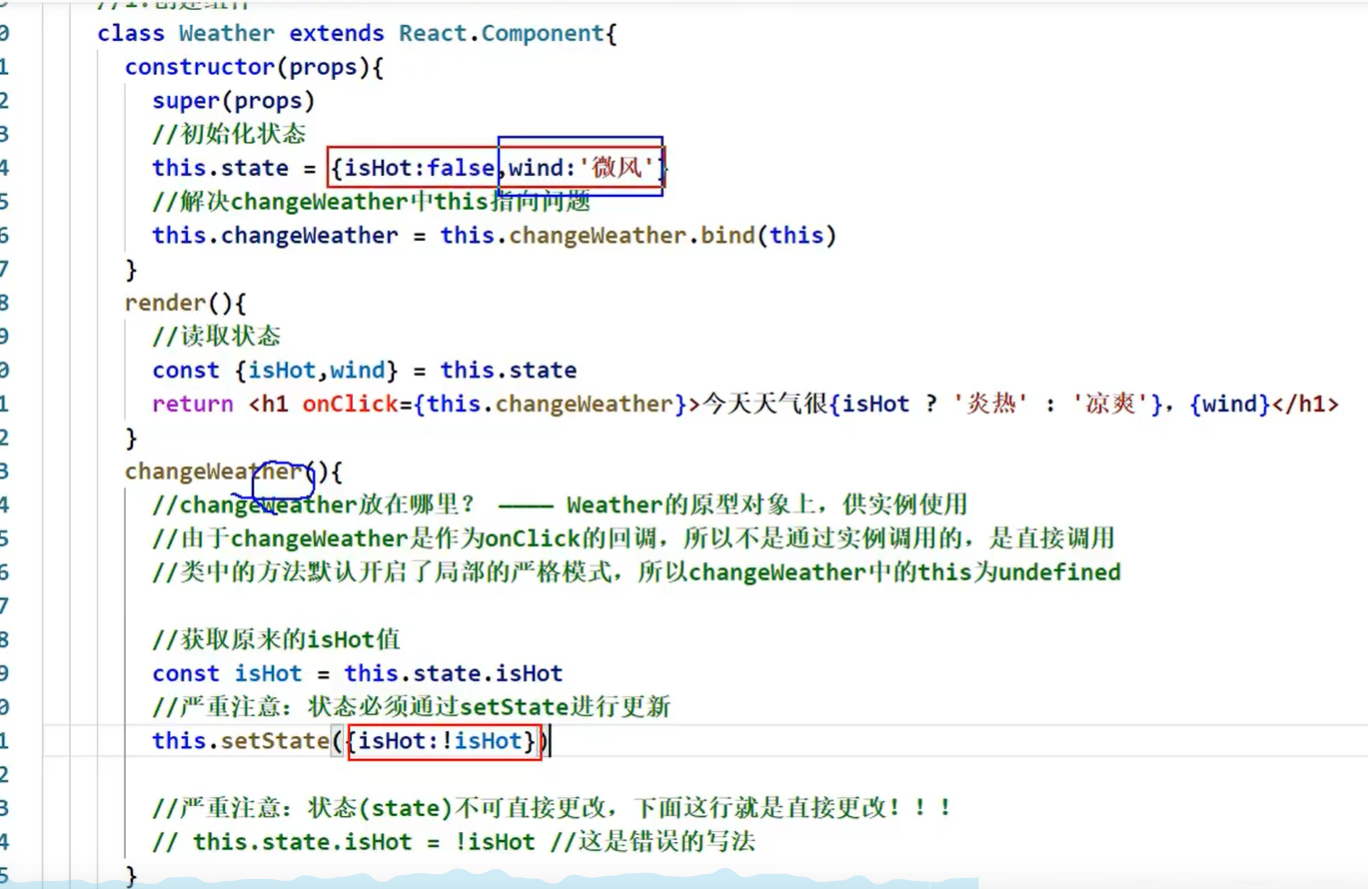 //1.创建组件
0 class Weather extends React.Component{
1 constructor(props){
2 super(props)
3 //初始化状态
4 this.state = {isHot:false,wind:'微风'}
5 //解决changeWeather中this指向问题
6 this.changeWeather = this.changeWeather.bind(this)
7 }
8 render(){
9 //读取状态
0 const {isHot,wind} = this.state
1 return <h1 onClick={this.changeWeather}>今天天气很{isHot ? '炎热' : '凉爽'}，{wind}</h1>
2 }
3 changeWeather(){
4 //changeWeather放在哪里？ ———— Weather的原型对象上，供实例使用
5 //由于changeWeather是作为onClick的回调，所以不是通过实例调用的，是直接调用
6 //类中的方法默认开启了局部的严格模式，所以changeWeather中的this为undefined
7
8 //获取原来的isHot值
9 const isHot = this.state.isHot
0 //严重注意：状态必须通过setState进行更新
1 this.setState({isHot:!isHot})
2
3 //严重注意：状态(state)不可直接更改，下面这行就是直接更改！！！
4 // this.state.isHot = !isHot //这是错误的写法
5 }